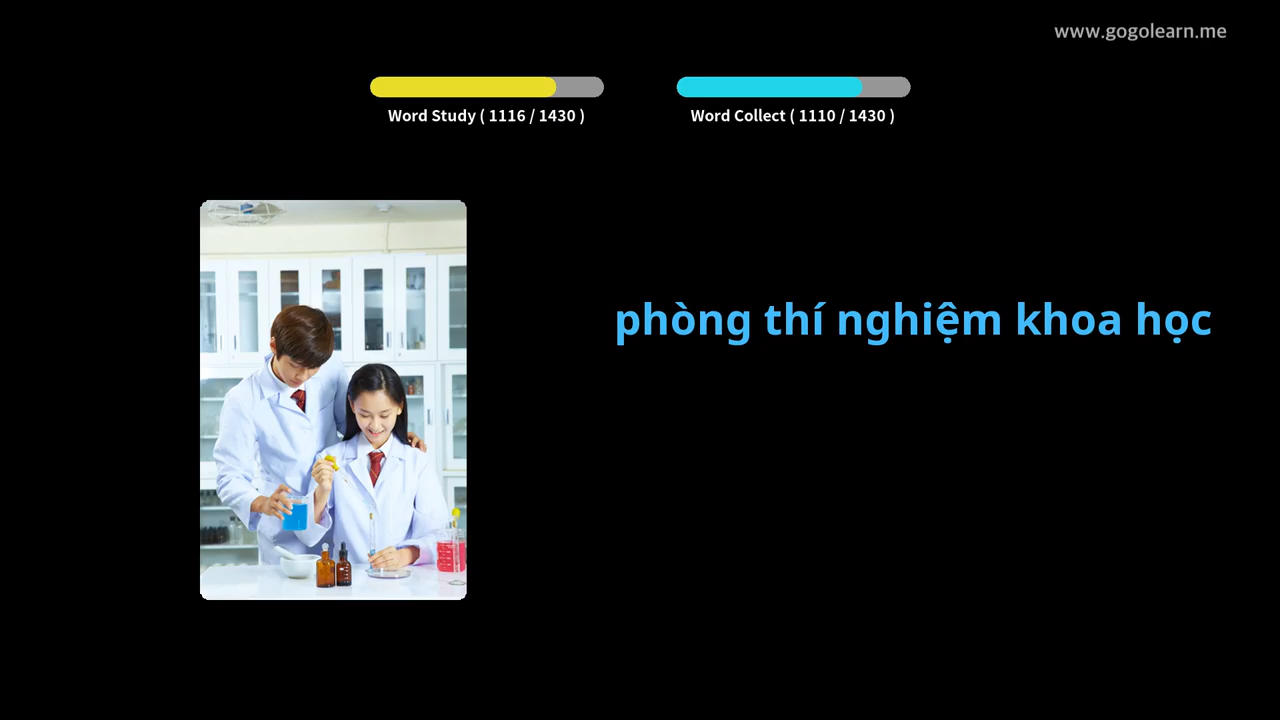 www.gogolearn.me
Word Study ( 1116 / 1430 )
Word Collect ( 1110 / 1430 )
phòng thí nghiệm khoa học